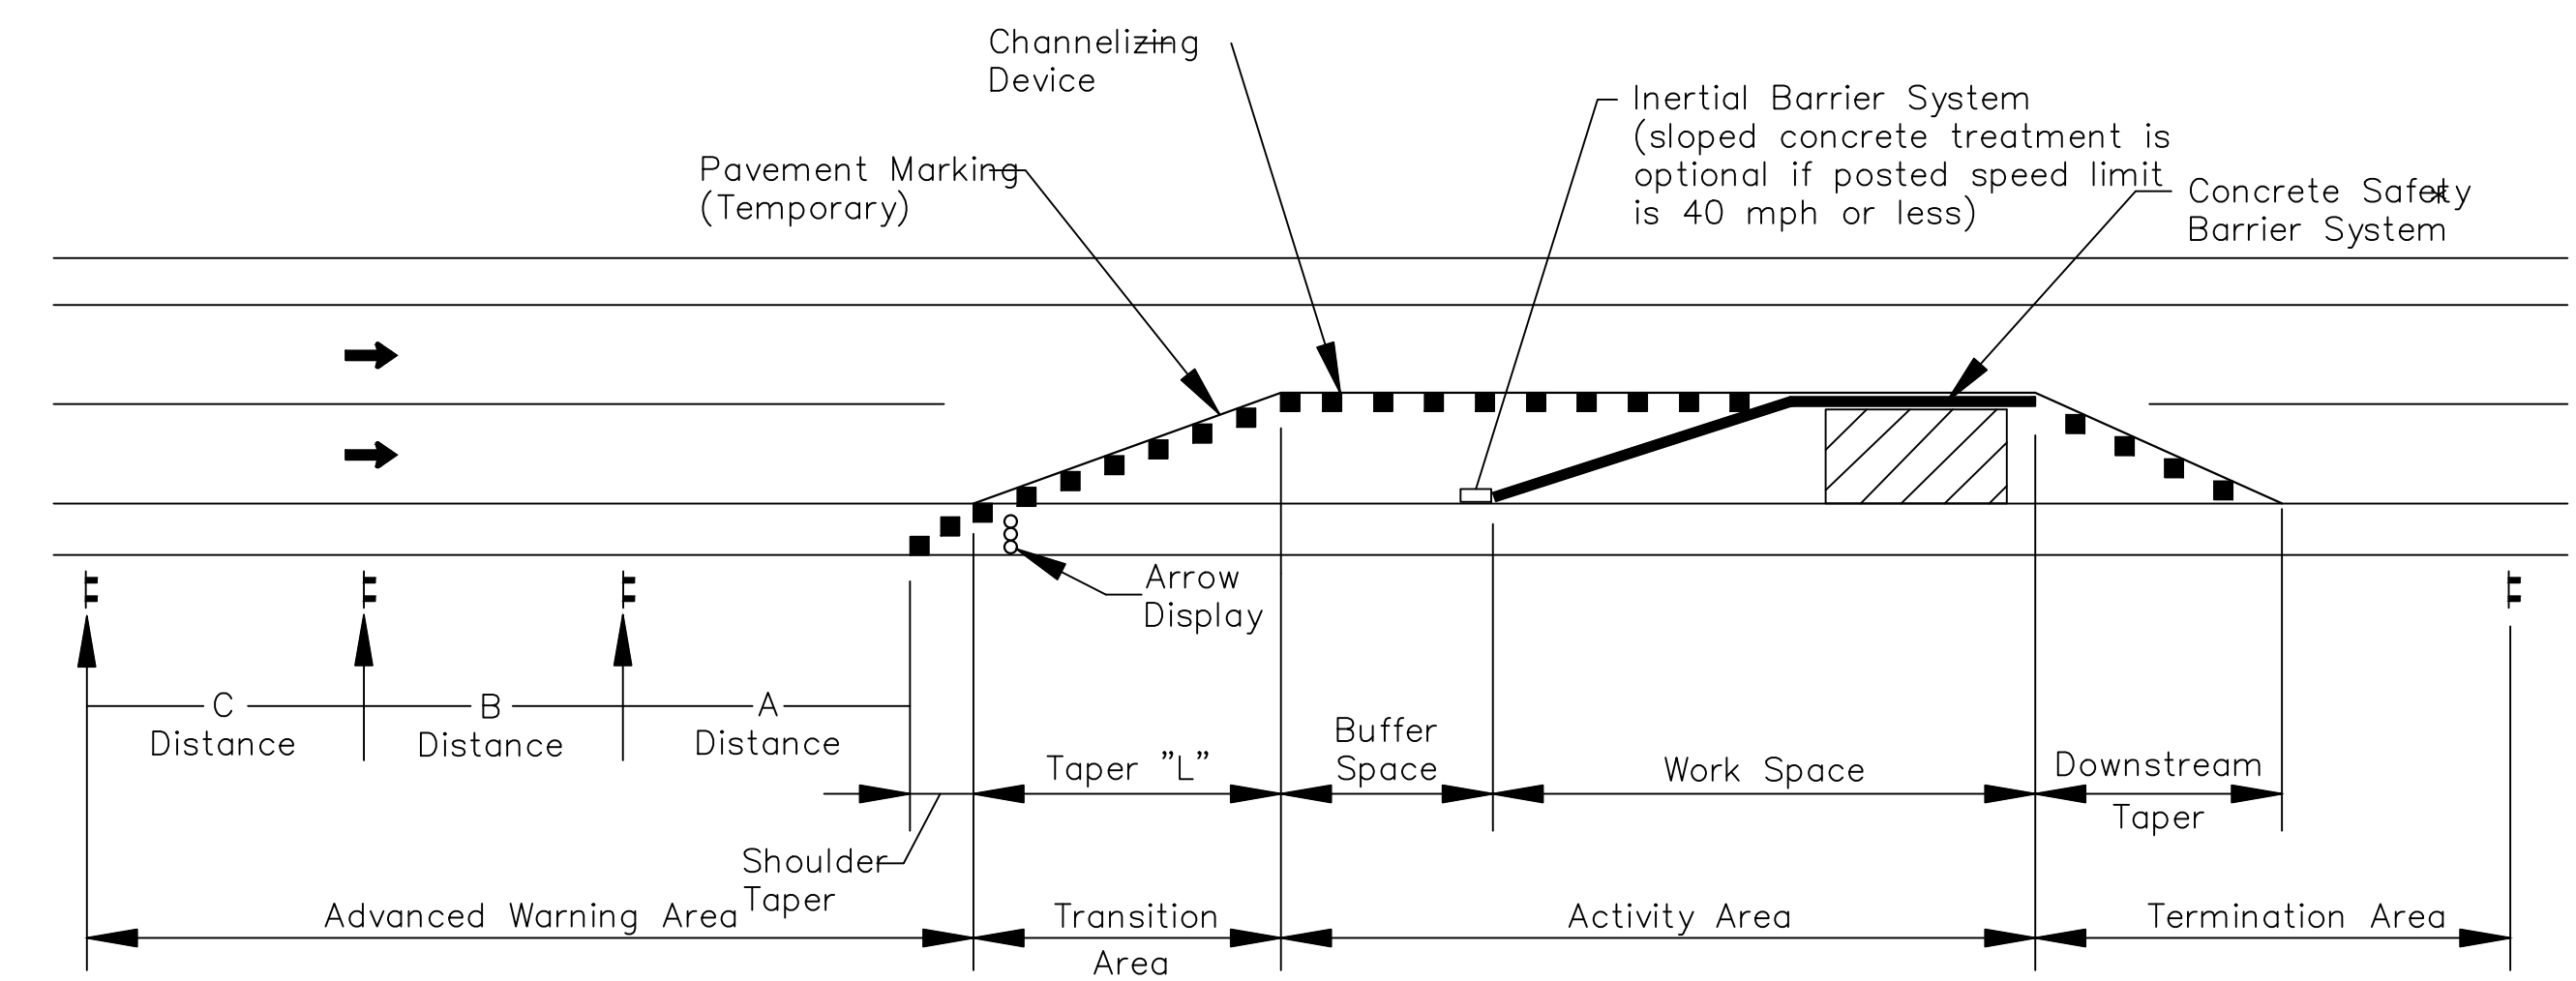 Channelizing
Device
Inertial Barrier System
(sloped concrete treatment is
optional if posted speed limit
is 40 mph or less)
Pavement Marking
(Temporary)
Concrete Safety
Barrier System
Arrow
Display
C
Distance
B
Distance
A
Distance
Taper "L"
Buffer
Space
Work Space
Downstream
Taper
Shoulder
Taper
Advanced Warning Area
Transition
Area
Activity Area
Termination Area